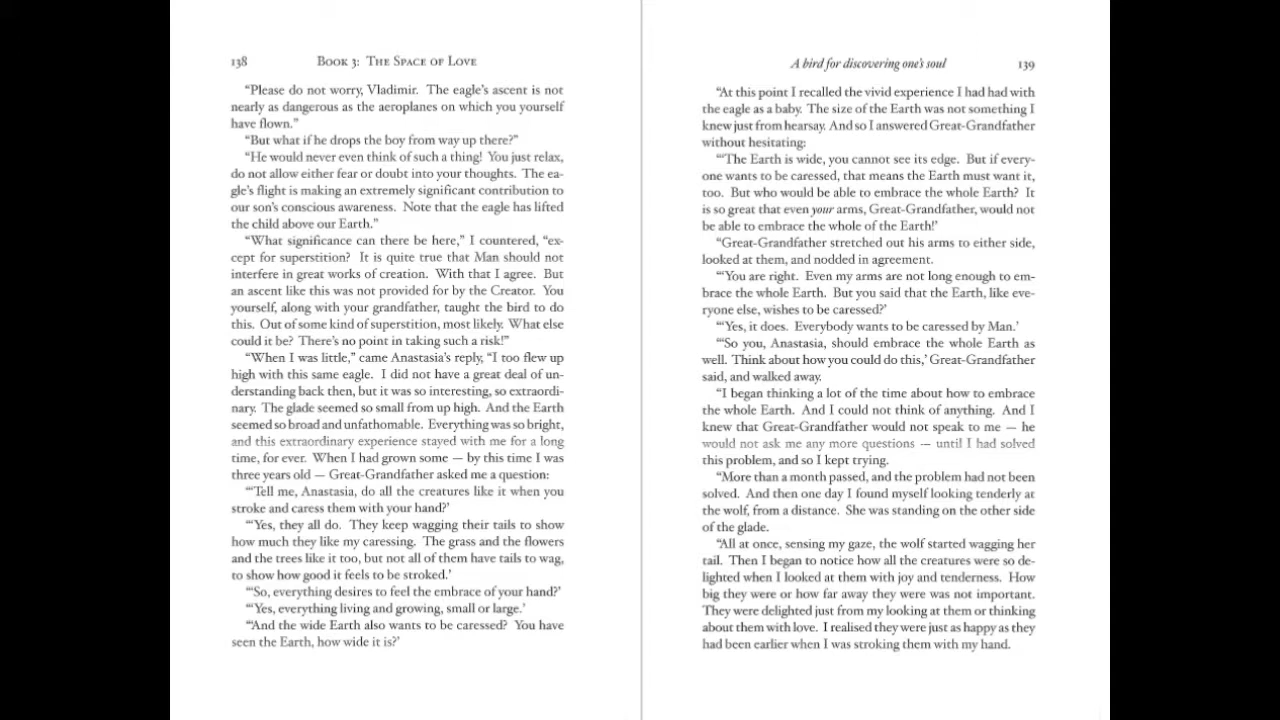 138 BOOK 3: THE SPACE OF LOVE
“Please do not worry, Vladimir. The eagle’s ascent is not
nearly as dangerous as the aeroplanes on which you yourself
have flown.”
“But what if he drops the boy from way up there?”
“He would never even think of such a thing! You just relax,
do not allow either fear or doubt into your thoughts. The ea-
gle’s flight is making an extremely significant contribution to
our son’s conscious awareness. Note that the eagle has lifted
the child above our Earth.”
“What significance can there be here,” I countered, “ex-
cept for superstition? It is quite true that Man should not
interfere in great works of creation. With that I agree. But
an ascent like this was not provided for by the Creator. You
yourself, along with your grandfather, taught the bird to do
this. Out of some kind of superstition, most likely. What else
could it be? There’s no point in taking such a risk!”
“When I was little,” came Anastasia’s reply, “I too flew up
high with this same eagle. I did not have a great deal of un-
derstanding back then, but it was so interesting, so extraordi-
nary. The glade seemed so small from up high. And the Earth
seemed so broad and unfathomable. Everything was so bright,
and this extraordinary experience stayed with me for a long
time, for ever. When I had grown some — by this time I was
three years old — Great-Grandfather asked me a question:
“‘Tell me, Anastasia, do all the creatures like it when you
stroke and caress them with your hand?’
“‘Yes, they all do. They keep wagging their tails to show
how much they like my caressing. The grass and the flowers
and the trees like it too, but not all of them have tails to wag,
to show how good it feels to be stroked.’
“‘So, everything desires to feel the embrace of your hand?’
“‘Yes, everything living and growing, small or large.’
“‘And the wide Earth also wants to be caressed? You have
seen the Earth, how wide it is?’
A bird for discovering one’s soul 139
“At this point I recalled the vivid experience I had had with
the eagle as a baby. The size of the Earth was not something I
knew just from hearsay. And so I answered Great-Grandfather
without hesitating:
“‘The Earth is wide, you cannot see its edge. But if every-
one wants to be caressed, that means the Earth must want it,
too. But who would be able to embrace the whole Earth? It
is so great that even your arms, Great-Grandfather, would not
be able to embrace the whole of the Earth!’
“Great-Grandfather stretched out his arms to either side,
looked at them, and nodded in agreement.
“‘You are right. Even my arms are not long enough to em-
brace the whole Earth. But you said that the Earth, like eve-
ryone else, wishes to be caressed?’
“‘Yes, it does. Everybody wants to be caressed by Man.’
“‘So you, Anastasia, should embrace the whole Earth as
well. Think about how you could do this,’ Great-Grandfather
said, and walked away.
“I began thinking a lot of the time about how to embrace
the whole Earth. And I could not think of anything. And I
knew that Great-Grandfather would not speak to me — he
would not ask me any more questions — until I had solved
this problem, and so I kept trying.
“More than a month passed, and the problem had not been
solved. And then one day I found myself looking tenderly at
the wolf, from a distance. She was standing on the other side
of the glade.
“All at once, sensing my gaze, the wolf started wagging her
tail. Then I began to notice how all the creatures were so de-
lighted when I looked at them with joy and tenderness. How
big they were or how far away they were was not important.
They were delighted just from my looking at them or thinking
about them with love. I realised they were just as happy as they
had been earlier when I was stroking them with my hand.